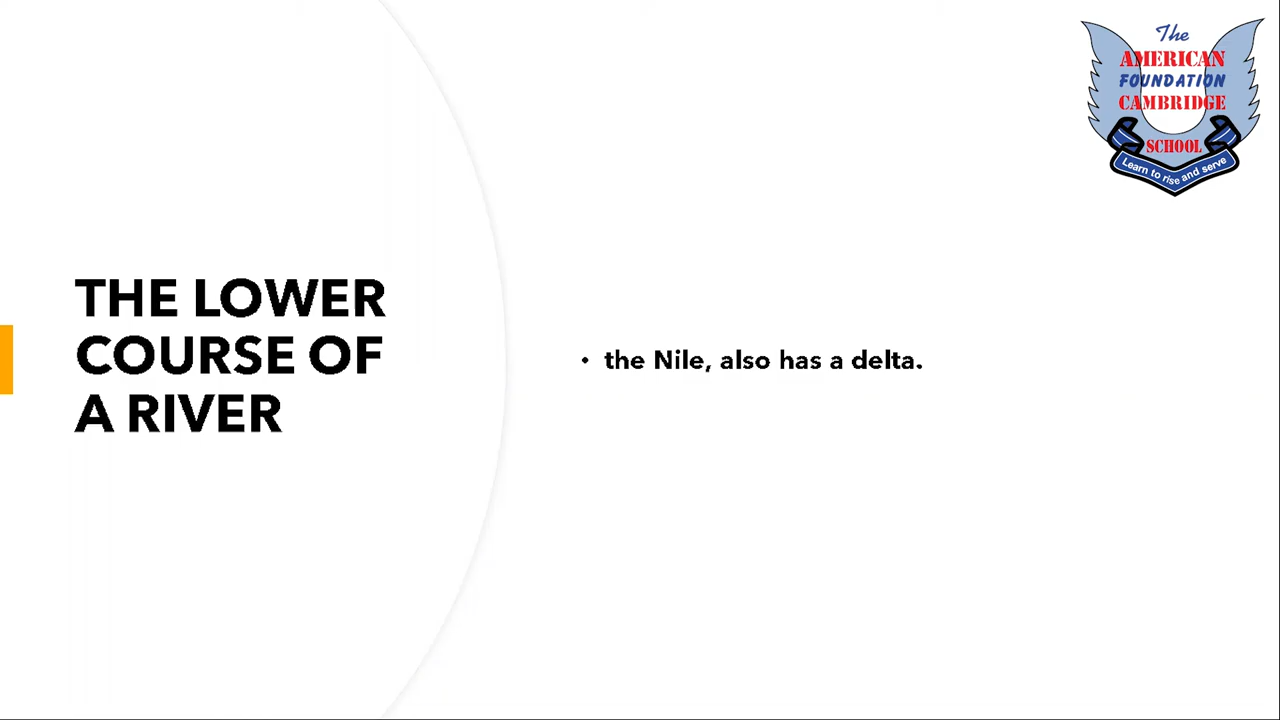 The
AMERICAN
FOUNDATION
CAMBRIDGE
SCHOOL
Learn to rise and serve
THE LOWER
COURSE OF
A RIVER
• the Nile, also has a delta.